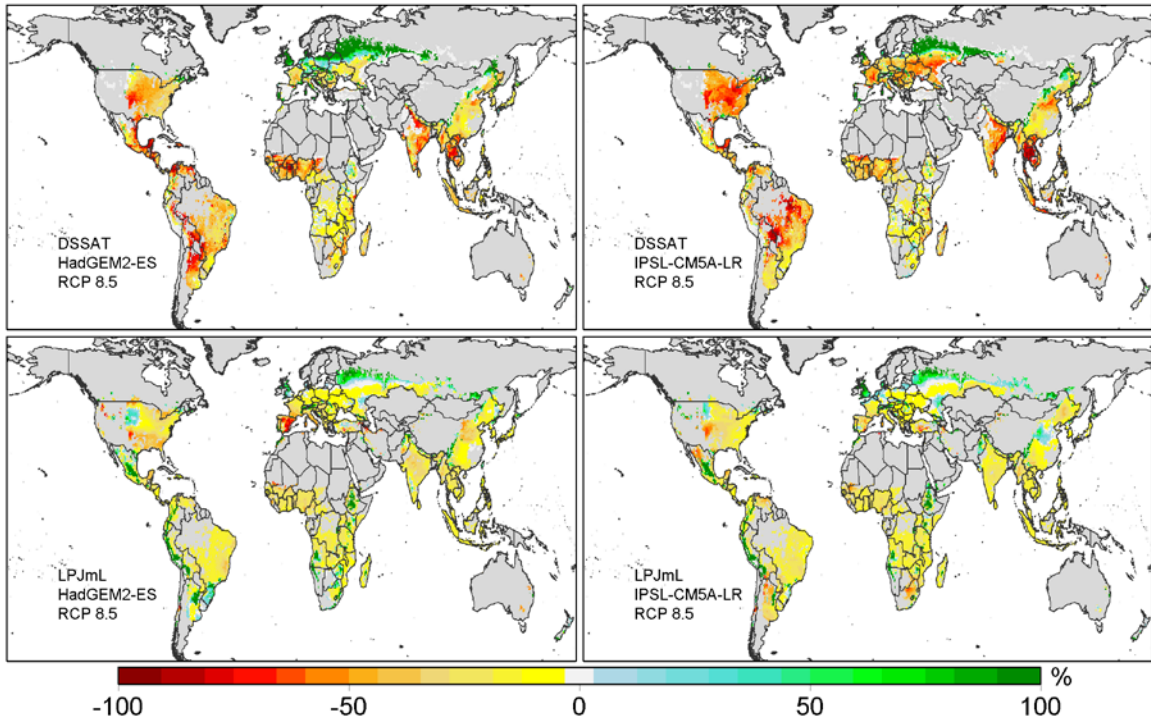 DSSAT
HadGEM2-ES
RCP 8.5
DSSAT
IPSL-CM5A-LR
RCP 8.5
LPJmL
HadGEM2-ES
RCP 8.5
LPJmL
IPSL-CM5A-LR
RCP 8.5
%
-100 -50 0 50 100